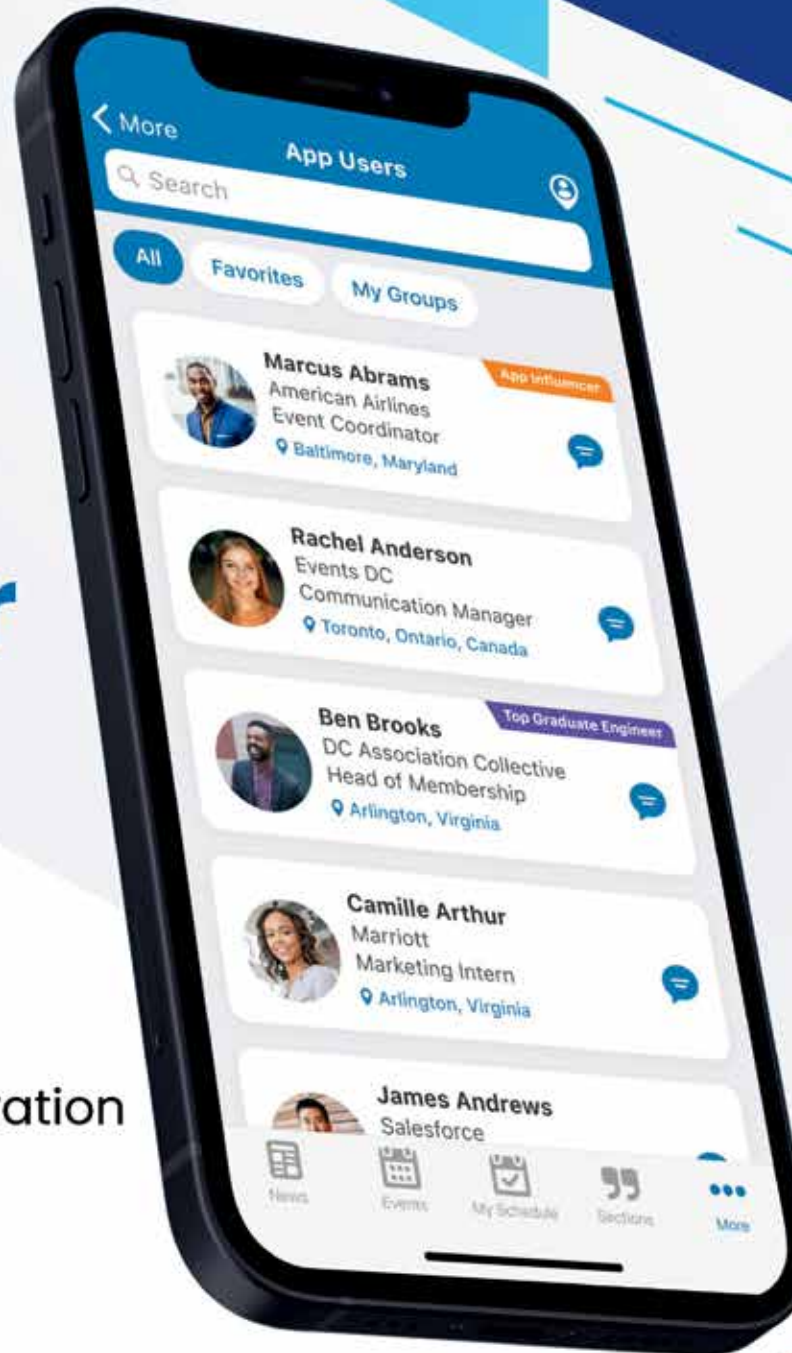 More
App Users
Search
All
Favorites
My Groups
Marcus Abrams
App Influencer
American Airlines
Event Coordinator
Baltimore, Maryland
Rachel Anderson
Events DC
Communication Manager
Toronto, Ontario, Canada
Ben Brooks
Top Graduate Engineer
DC Association Collective
Head of Membership
Arlington, Virginia
Camille Arthur
Marriott
Marketing Intern
Arlington, Virginia
James Andrews
Salesforce
News
Events
My Schedule
Sections
More